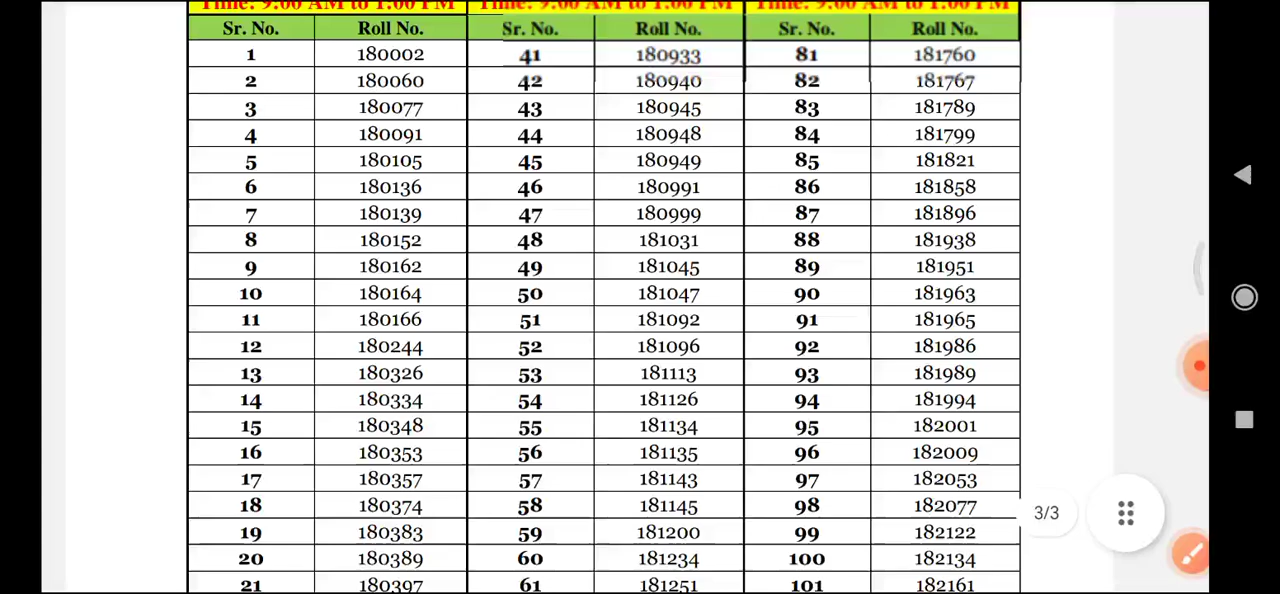 Time: 9:00 AM to 1:00 PM Time: 9:00 AM to 1:00 PM Time: 9:00 AM to 1:00 PM
Sr. No. Roll No. Sr. No. Roll No. Sr. No. Roll No.
1 180002 41 180933 81 181760
2 180060 42 180940 82 181767
3 180077 43 180945 83 181789
4 180091 44 180948 84 181799
5 180105 45 180949 85 181821
6 180136 46 180991 86 181858
7 180139 47 180999 87 181896
8 180152 48 181031 88 181938
9 180162 49 181045 89 181951
10 180164 50 181047 90 181963
11 180166 51 181092 91 181965
12 180244 52 181096 92 181986
13 180326 53 181113 93 181989
14 180334 54 181126 94 181994
15 180348 55 181134 95 182001
16 180353 56 181135 96 182009
17 180357 57 181143 97 182053
18 180374 58 181145 98 182077
19 180383 59 181200 99 182122
20 180389 60 181234 100 182134
21 180397 61 181251 101 182161
3/3